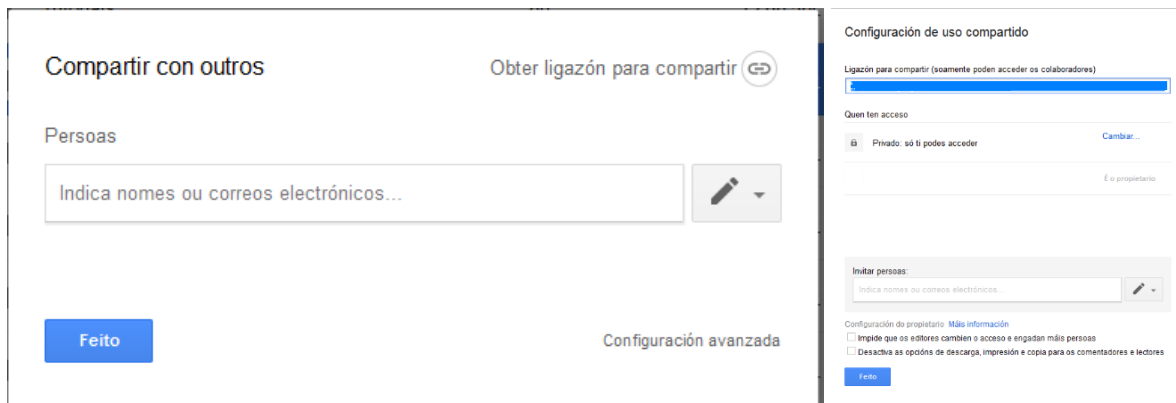 Compartir con outros
Obter ligazón para compartir
Persoas
Indica nomes ou correos electrónicos...
Feito
Configuración avanzada
Configuración de uso compartido
Ligazón para compartir (soamente poden acceder os colaboradores)
Quen ten acceso
Privado: só ti podes acceder
Cambiar...
É o propietario
Invitar persoas:
Indica nomes ou correos electrónicos...
Configuración do propietario Máis información
Impide que os editores cambien o acceso e engadan máis persoas
Desactiva as opcións de descarga, impresión e copia para os comentadores e lectores
Feito